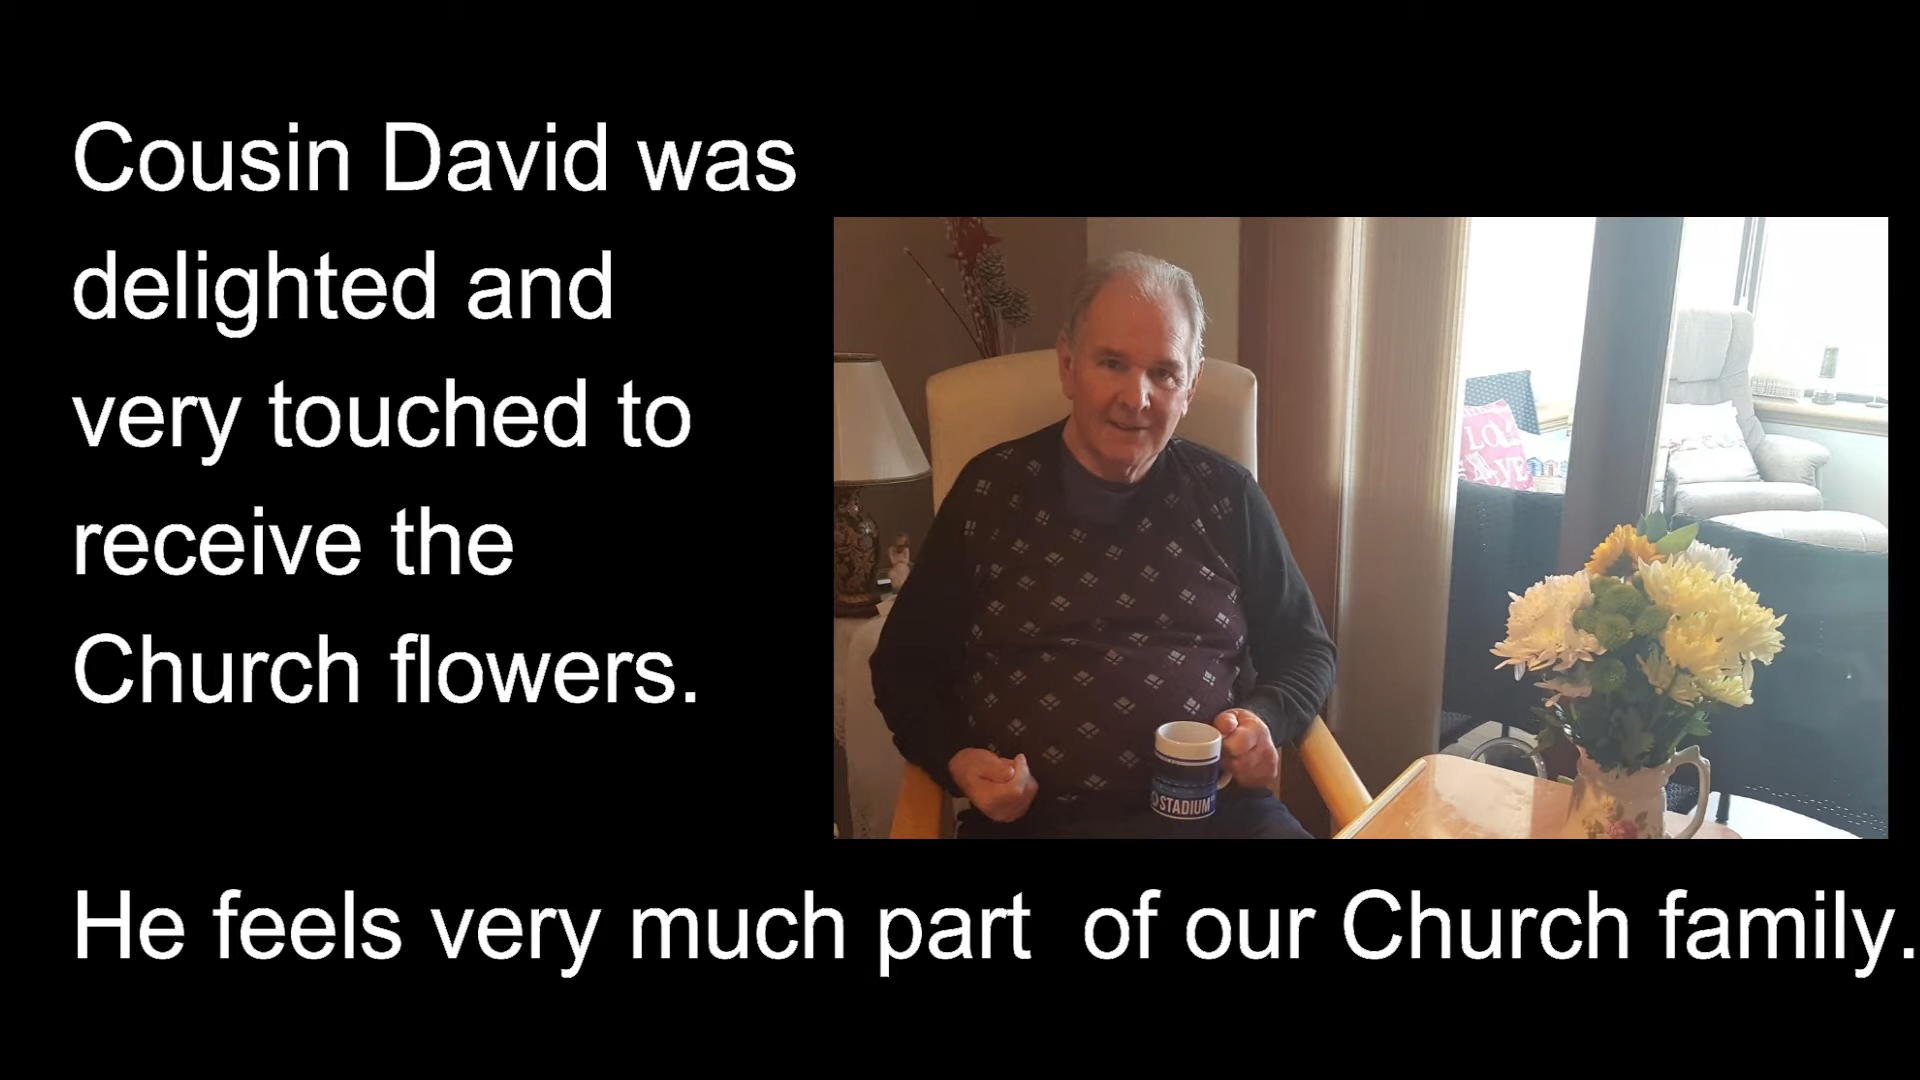 Cousin David was
delighted and
very touched to
receive the
Church flowers.
STADIUM
He feels very much part  of our Church family.